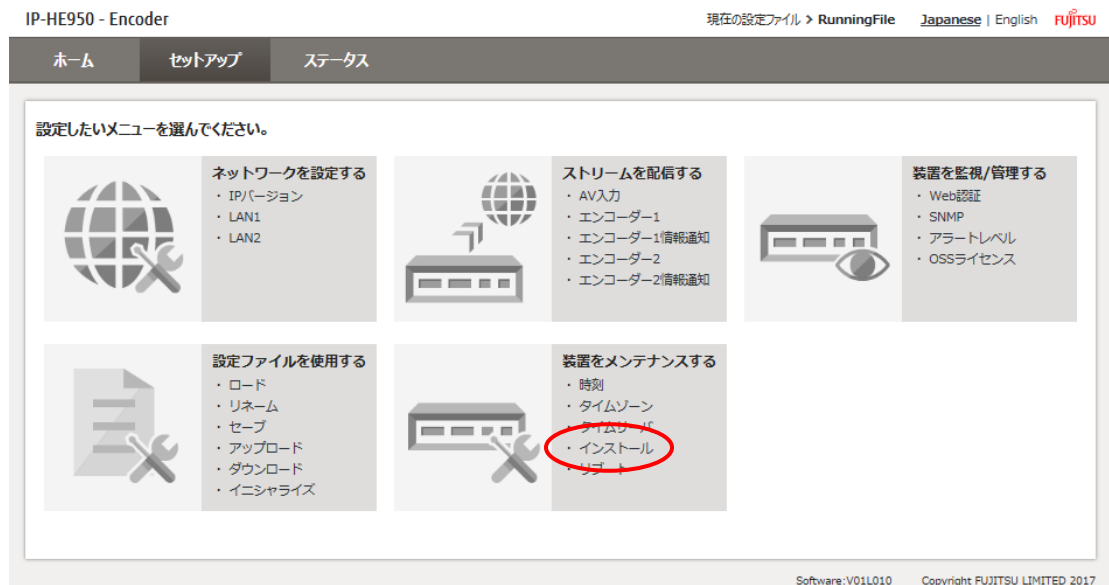 IP-HE950 - Encoder
現在の設定ファイル > RunningFile Japanese | English FUJITSU
ホーム セットアップ ステータス
設定したいメニューを選んでください。
ネットワークを設定する
・ IPバージョン
・ LAN1
・ LAN2
ストリームを配信する
・ AV入力
・ エンコーダー1
・ エンコーダー1情報通知
・ エンコーダー2
・ エンコーダー2情報通知
装置を監視/管理する
・ Web認証
・ SNMP
・ アラートレベル
・ OSSライセンス
設定ファイルを使用する
・ ロード
・ リネーム
・ セーブ
・ アップロード
・ ダウンロード
・ イニシャライズ
装置をメンテナンスする
・ 時刻
・ タイムゾーン
・ タイムサーバ
・ インストール
・ リブート
Software:V01L010 Copyright FUJITSU LIMITED 2017